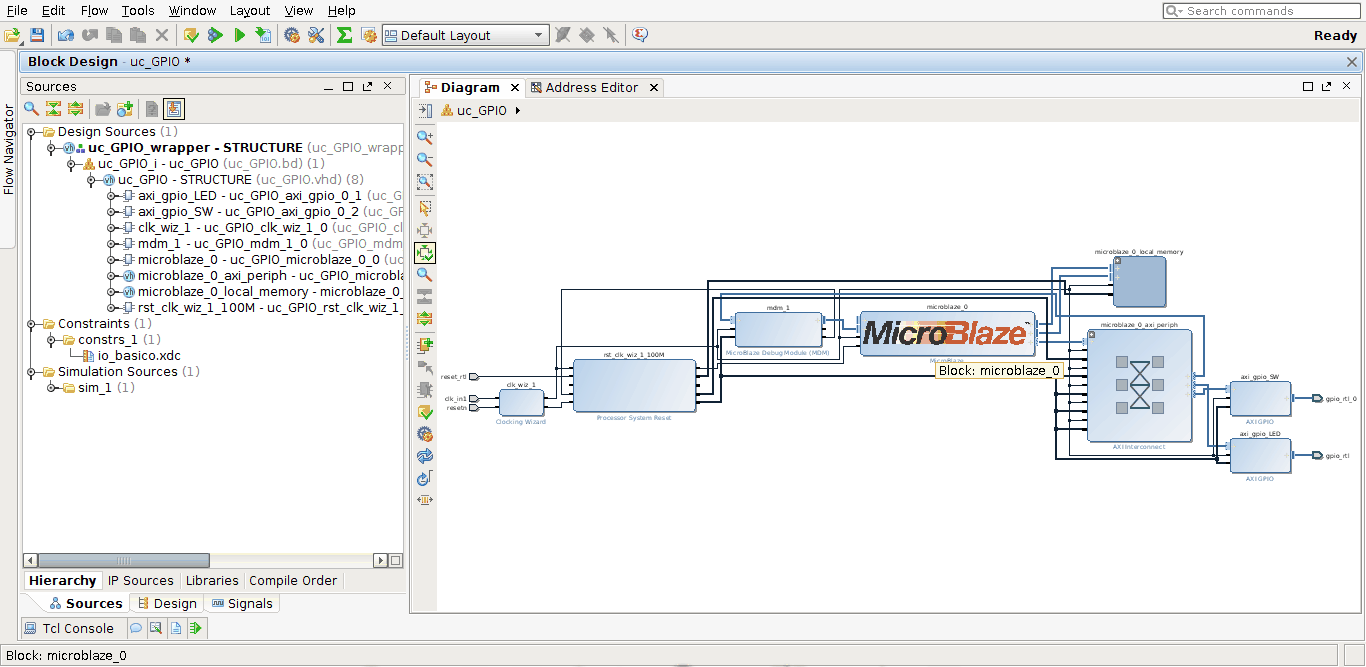 File Edit Flow Tools Window Layout View Help
Search commands
Default Layout
Ready
Block Design - uc_GPIO *
Flow Navigator
Sources
Design Sources (1)
uc_GPIO_wrapper - STRUCTURE (uc_GPIO_wrapp
uc_GPIO_i - uc_GPIO (uc_GPIO.bd) (1)
uc_GPIO - STRUCTURE (uc_GPIO.vhd) (8)
axi_gpio_LED - uc_GPIO_axi_gpio_0_1 (uc_G
axi_gpio_SW - uc_GPIO_axi_gpio_0_2 (uc_GF
clk_wiz_1 - uc_GPIO_clk_wiz_1_0 (uc_GPIO_cl
mdm_1 - uc_GPIO_mdm_1_0 (uc_GPIO_mdm
microblaze_0 - uc_GPIO_microblaze_0_0 (uc
microblaze_0_axi_periph - uc_GPIO_microbla
microblaze_0_local_memory - microblaze_0_
rst_clk_wiz_1_100M - uc_GPIO_rst_clk_wiz_1_
Constraints (1)
constrs_1 (1)
io_basico.xdc
Simulation Sources (1)
sim_1 (1)
Hierarchy IP Sources Libraries Compile Order
Sources Design Signals
Tcl Console
Block: microblaze_0
Diagram Address Editor
uc_GPIO
microblaze_0_local_memory
mdm_1
MicroBlaze Debug Module (MDM)
microblaze_0
MicroBlaze
Block: microblaze_0
microblaze_0_axi_periph
AXI Interconnect
rst_clk_wiz_1_100M
Processor System Reset
reset_rtl
clk_in1
resetn
clk_wiz_1
Clocking Wizard
axi_gpio_SW
AXI GPIO
gpio_rtl_0
axi_gpio_LED
AXI GPIO
gpio_rtl